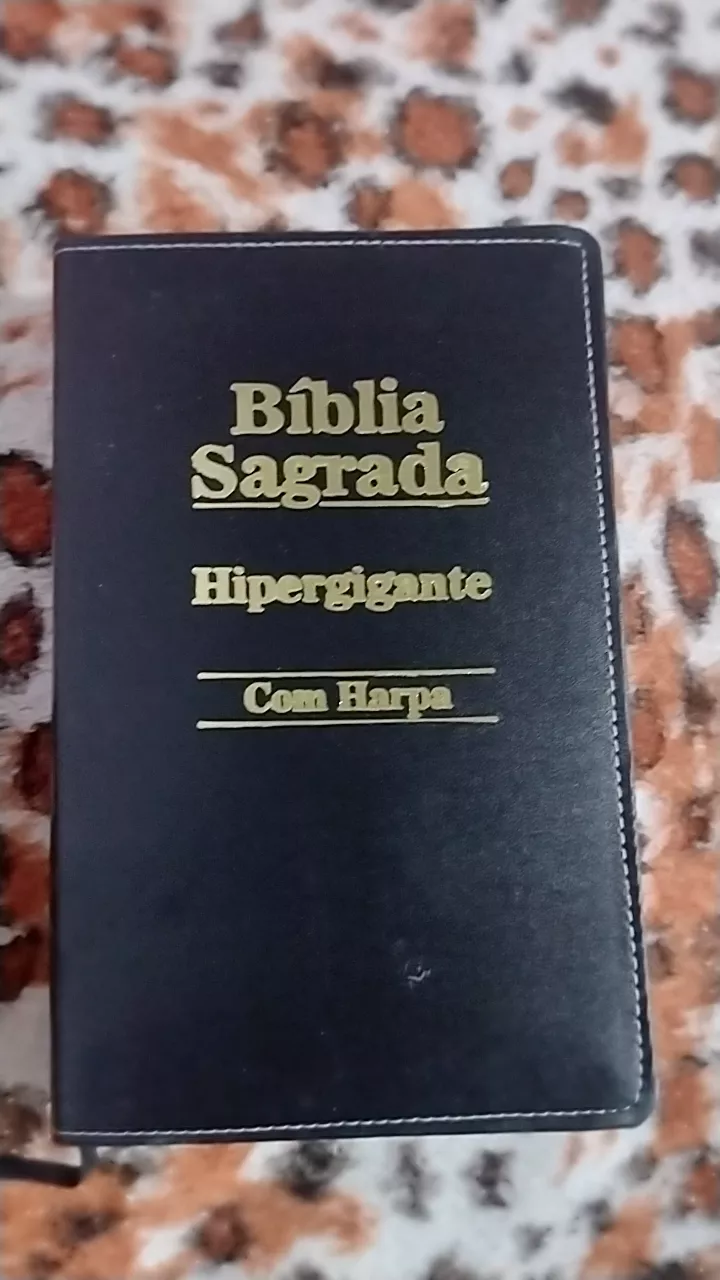 Bíblia
Sagrada
Hipergigante
Com Harpa